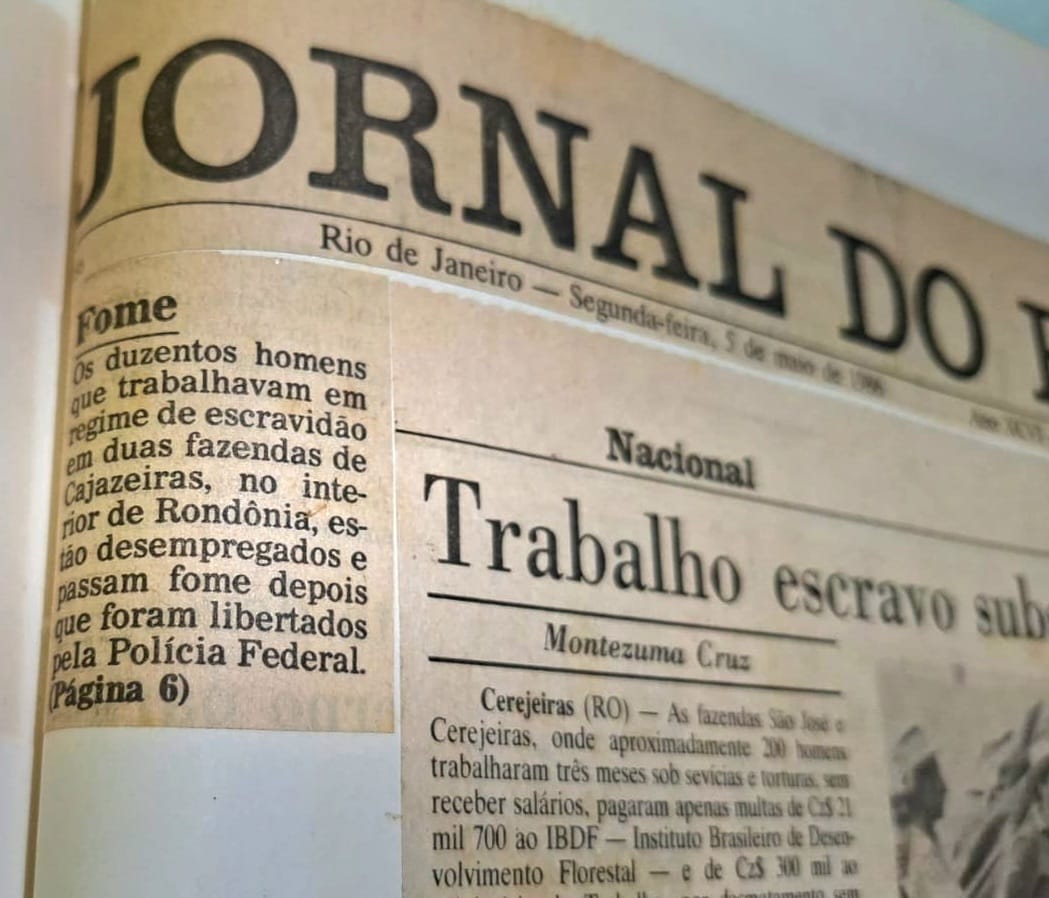 JORNAL DO
Rio de Janeiro — Segunda-feira, 5 de maio de 1986
Fome
Os duzentos homens
que trabalhavam em
regime de escravidão
em duas fazendas de
Cajazeiras, no inte-
rior de Rondônia, es-
tão desempregados e
passam fome depois
que foram libertados
pela Polícia Federal.
(Página 6)
Nacional
Trabalho escravo
Montezuma Cruz
Cerejeiras (RO) — As fazendas São José e
Cerejeiras, onde aproximadamente 200 homens
trabalharam três meses sob sevícias e torturas, sem
receber salários, pagaram apenas multas de Cz$ 21
mil 700 ao IBDF — Instituto Brasileiro de Desen-
volvimento Florestal — e de Cz$ 300 mil ao